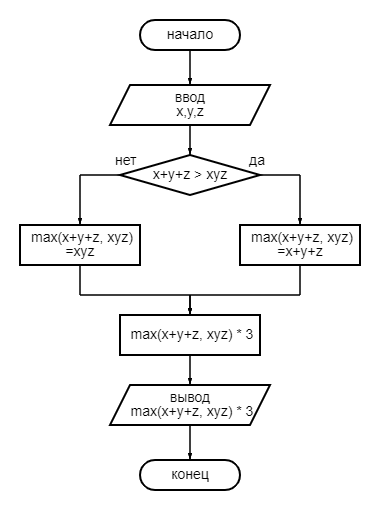 начало
ввод
x,y,z
нет
да
x+y+z > xyz
max(x+y+z, xyz)
=xyz
max(x+y+z, xyz)
=x+y+z
max(x+y+z, xyz) * 3
вывод
max(x+y+z, xyz) * 3
конец